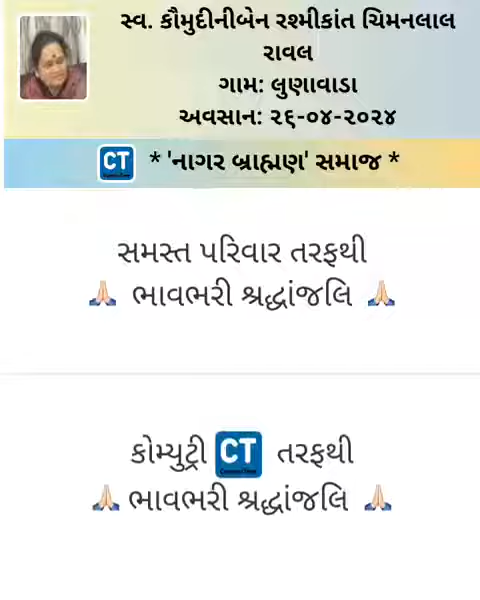 સ્વ. કૌમુદીનીબેન રશ્મીકાંત ચિમનલાલ
રાવલ
ગામ: લુણાવાડા
અવસાન: ૨૬-૦૪-૨૦૨૪
CT * 'નાગર બ્રાહ્મણ' સમાજ *
સમસ્ત પરિવાર તરફથી
🙏🏻 ભાવભરી શ્રદ્ધાંજલિ 🙏🏻
કોમ્યુટ્રી CT તરફથી
🙏🏻 ભાવભરી શ્રદ્ધાંજલિ 🙏🏻